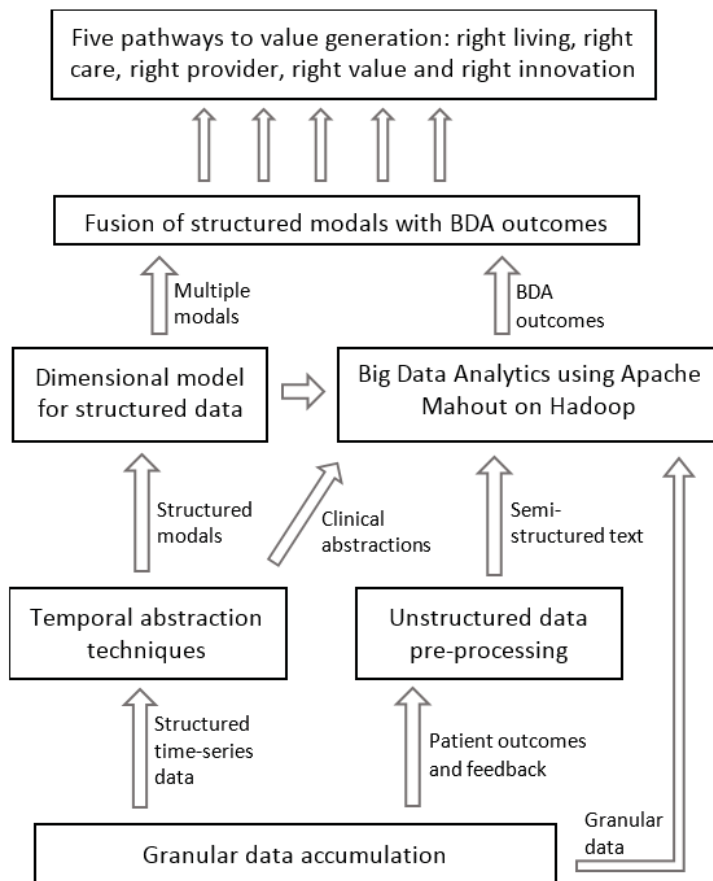 Five pathways to value generation: right living, right
care, right provider, right value and right innovation
Fusion of structured modals with BDA outcomes
Multiple
modals
BDA
outcomes
Dimensional model
for structured data
Big Data Analytics using Apache
Mahout on Hadoop
Structured
modals
Clinical
abstractions
Semi-
structured text
Temporal abstraction
techniques
Unstructured data
pre-processing
Structured
time-series
data
Patient outcomes
and feedback
Granular
data
Granular data accumulation